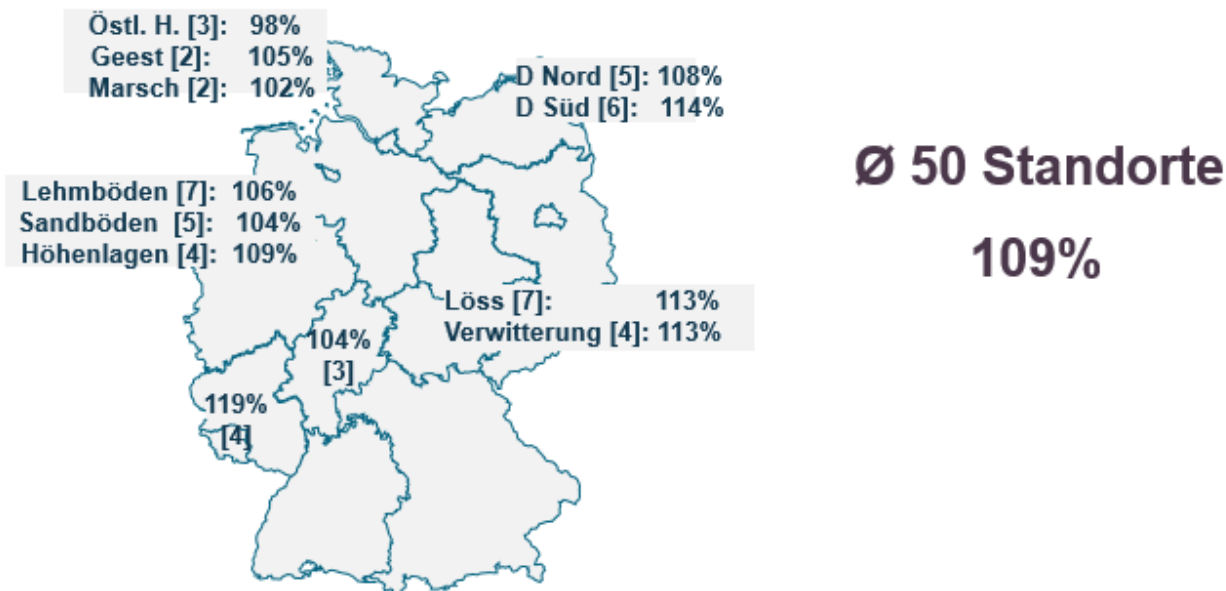 Östl. H. [3]: 98%
Geest [2]: 105%
Marsch [2]: 102%
D Nord [5]: 108%
D Süd [6]: 114%
Lehmböden [7]: 106%
Sandböden [5]: 104%
Höhenlagen [4]: 109%
Löss [7]: 113%
Verwitterung [4]: 113%
104%
[3]
119%
[4]
Ø 50 Standorte
109%